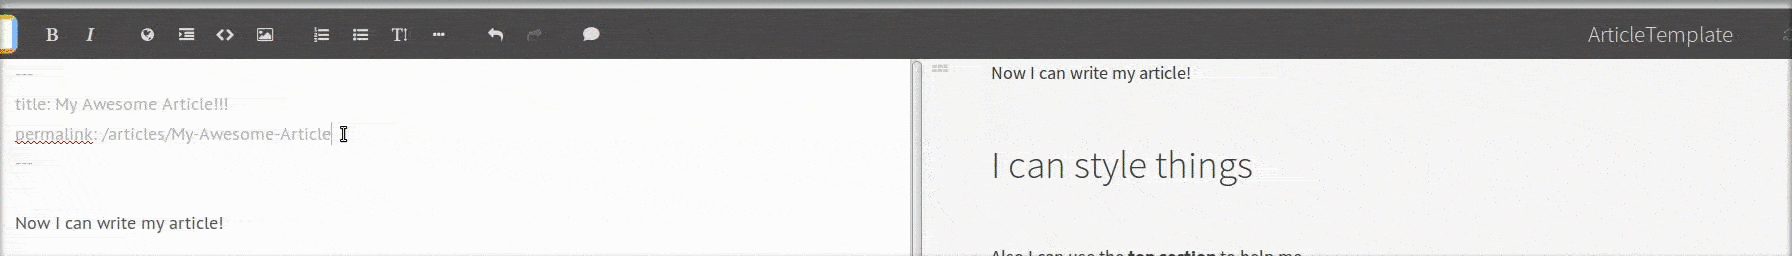 B I
ArticleTemplate
---
title: My Awesome Article!!!
permalink: /articles/My-Awesome-Article
---
Now I can write my article!
Now I can write my article!
I can style things
Also I can use the top section to help me